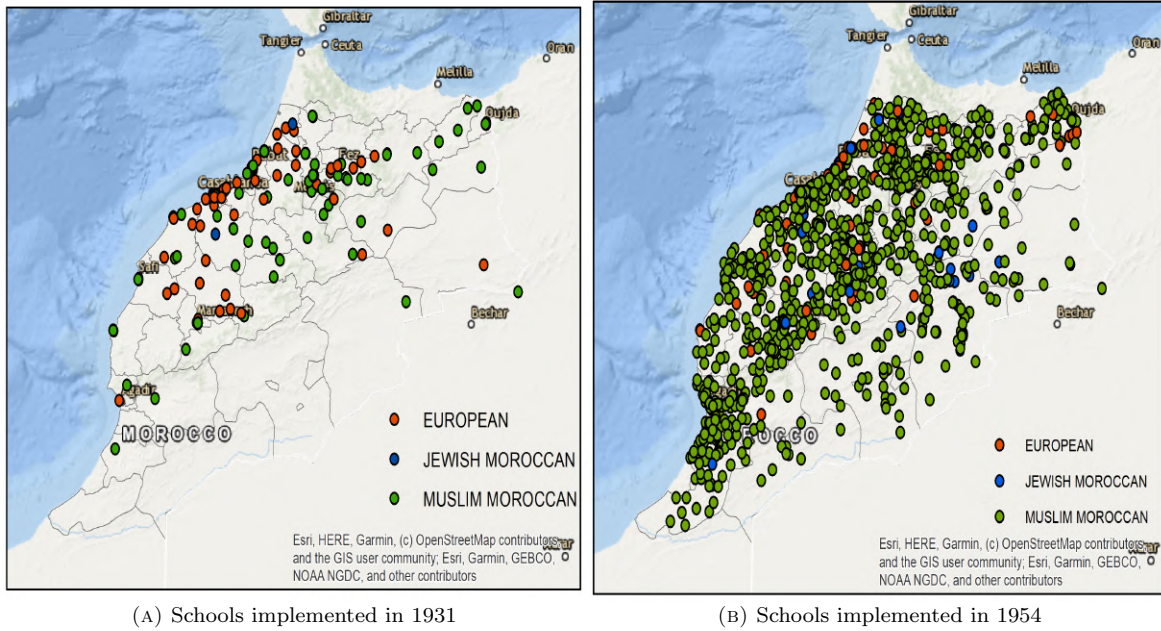 Gibraltar
Tangier
Ceuta
Oran
Melilla
Oujda
Fez
Casablanca
Safi
Bechar
MOROCCO
EUROPEAN
JEWISH MOROCCAN
MUSLIM MOROCCAN
Esri, HERE, Garmin, (c) OpenStreetMap contributors,
and the GIS user community; Esri, Garmin, GEBCO,
NOAA NGDC, and other contributors
(A) Schools implemented in 1931
Gibraltar
Tangier
Ceuta
Oran
Melilla
Oujda
Bechar
EUROPEAN
JEWISH MOROCCAN
MUSLIM MOROCCAN
Esri, HERE, Garmin, (c) OpenStreetMap contributors,
and the GIS user community; Esri, Garmin, GEBCO,
NOAA NGDC, and other contributors
(B) Schools implemented in 1954